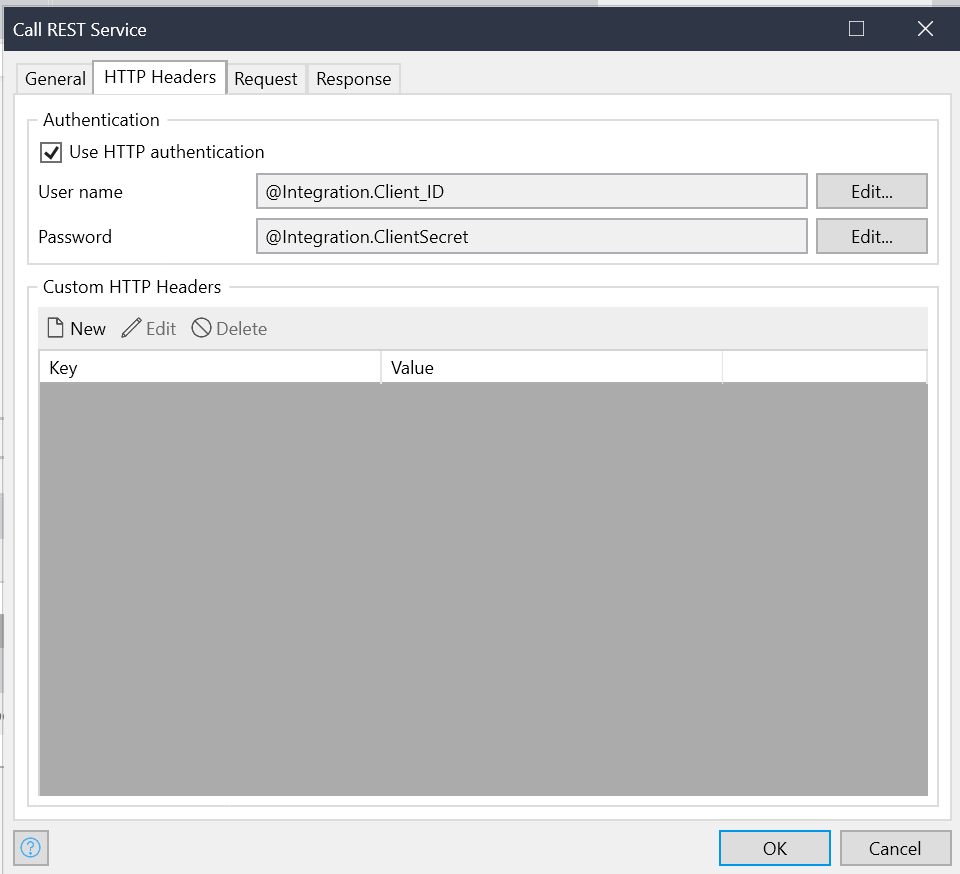 Call REST Service
General HTTP Headers Request Response
Authentication
Use HTTP authentication
User name @Integration.Client_ID Edit...
Password @Integration.ClientSecret Edit...
Custom HTTP Headers
New Edit Delete
Key Value
? OK Cancel